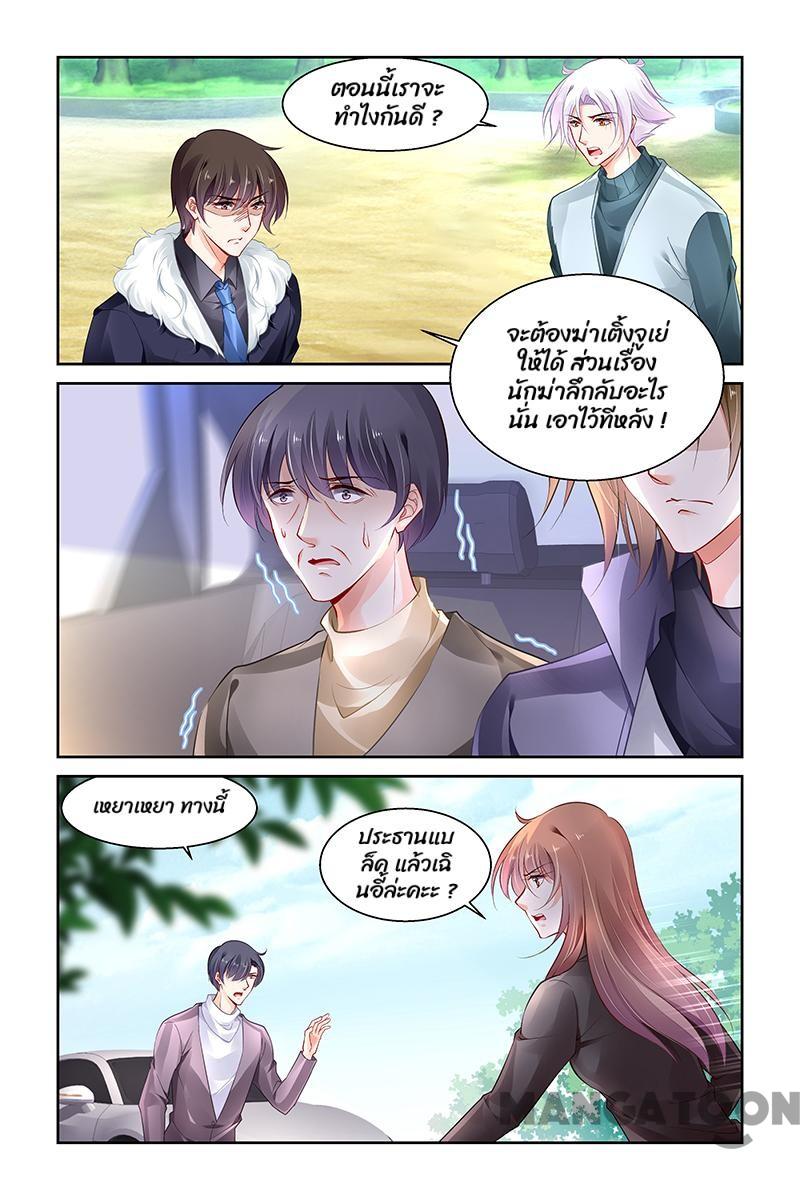 ตอนนี้เราจะ
ทำไงกันดี ?
จะต้องฆ่าเติ้งจูเย่
ให้ได้ ส่วนเรื่อง
นักฆ่าลึกลับอะไร
นั่น เอาไว้ทีหลัง !
เหยาเหยา ทางนี้
ประธานแบ
ล็ค แล้วเฉิ
นอี้ล่ะคะ ?
MANGATOON